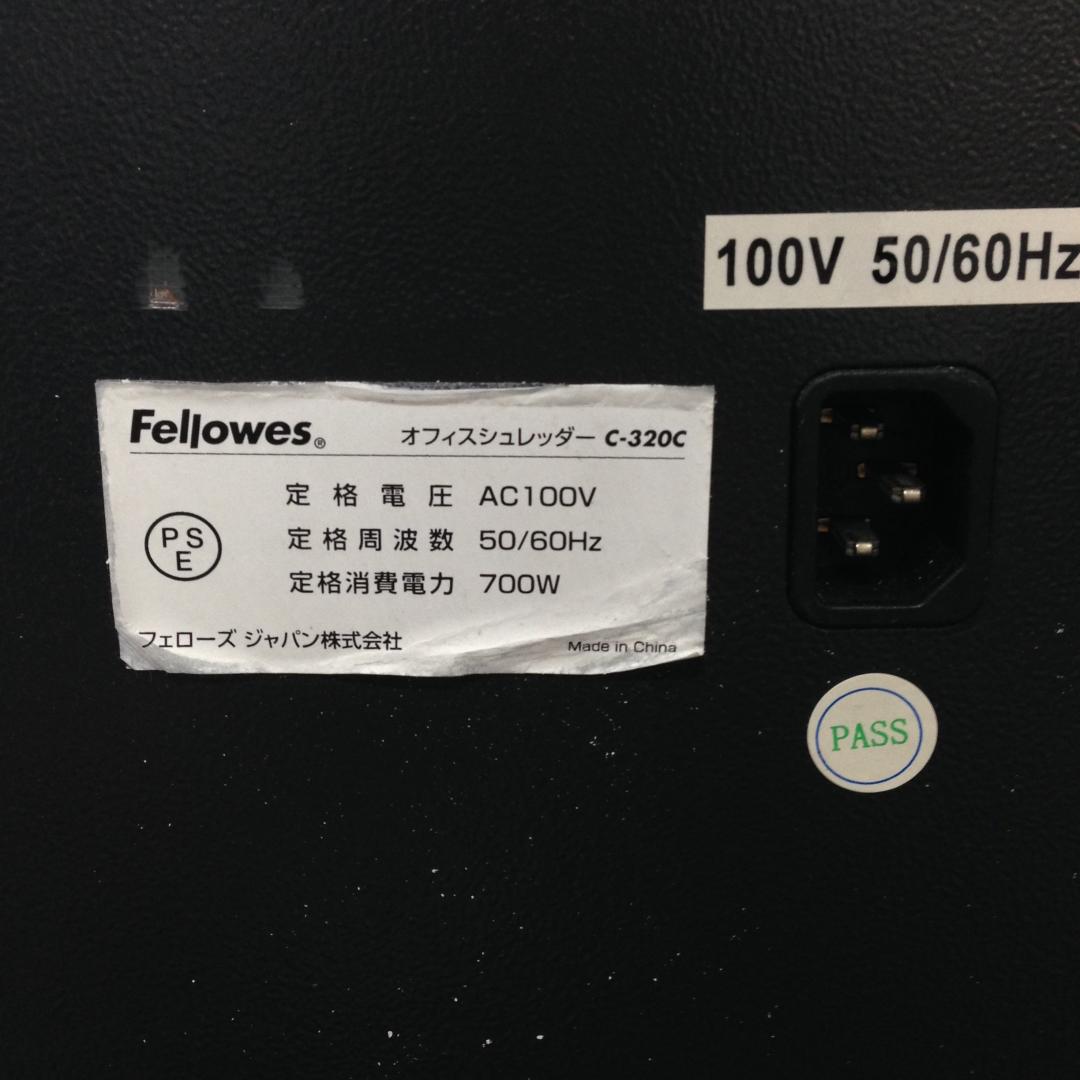 100V 50/60Hz
Fellowes® オフィスシュレッダー C-320C
定格電圧 AC100V
定格周波数 50/60Hz
定格消費電力 700W
PS
E
フェローズ ジャパン株式会社 Made in China
PASS